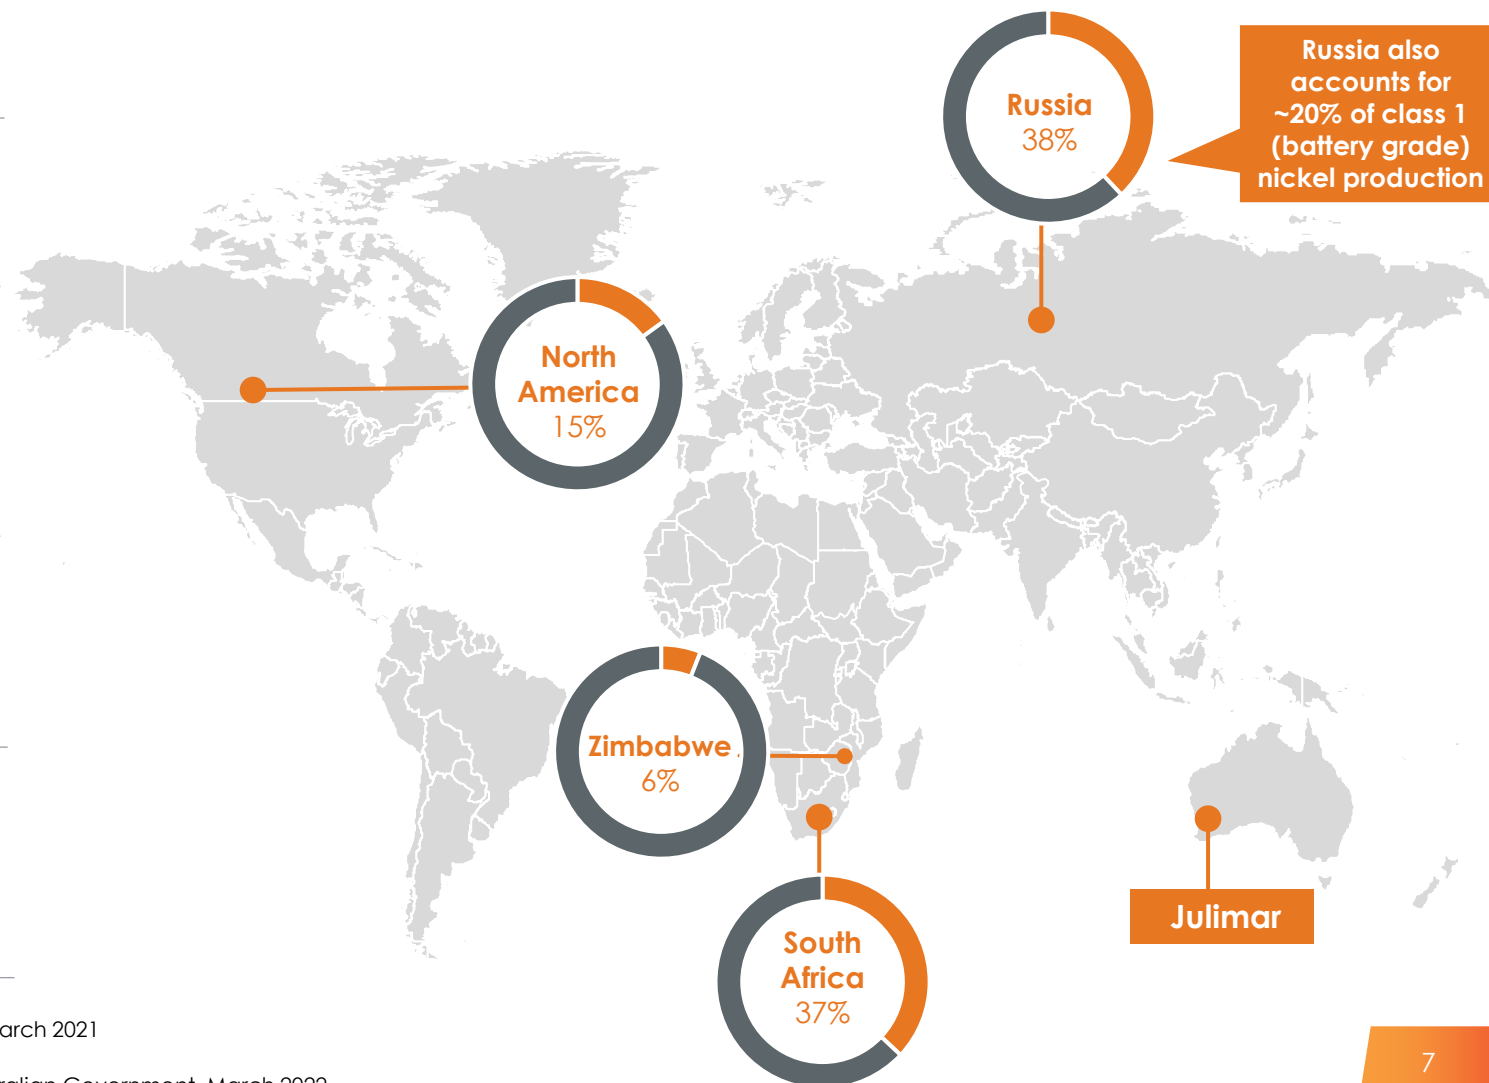 Russia
38%
Russia also
accounts for
~20% of class 1
(battery grade)
nickel production
North
America
15%
Zimbabwe
6%
Julimar
South
Africa
37%
arch 2021
7